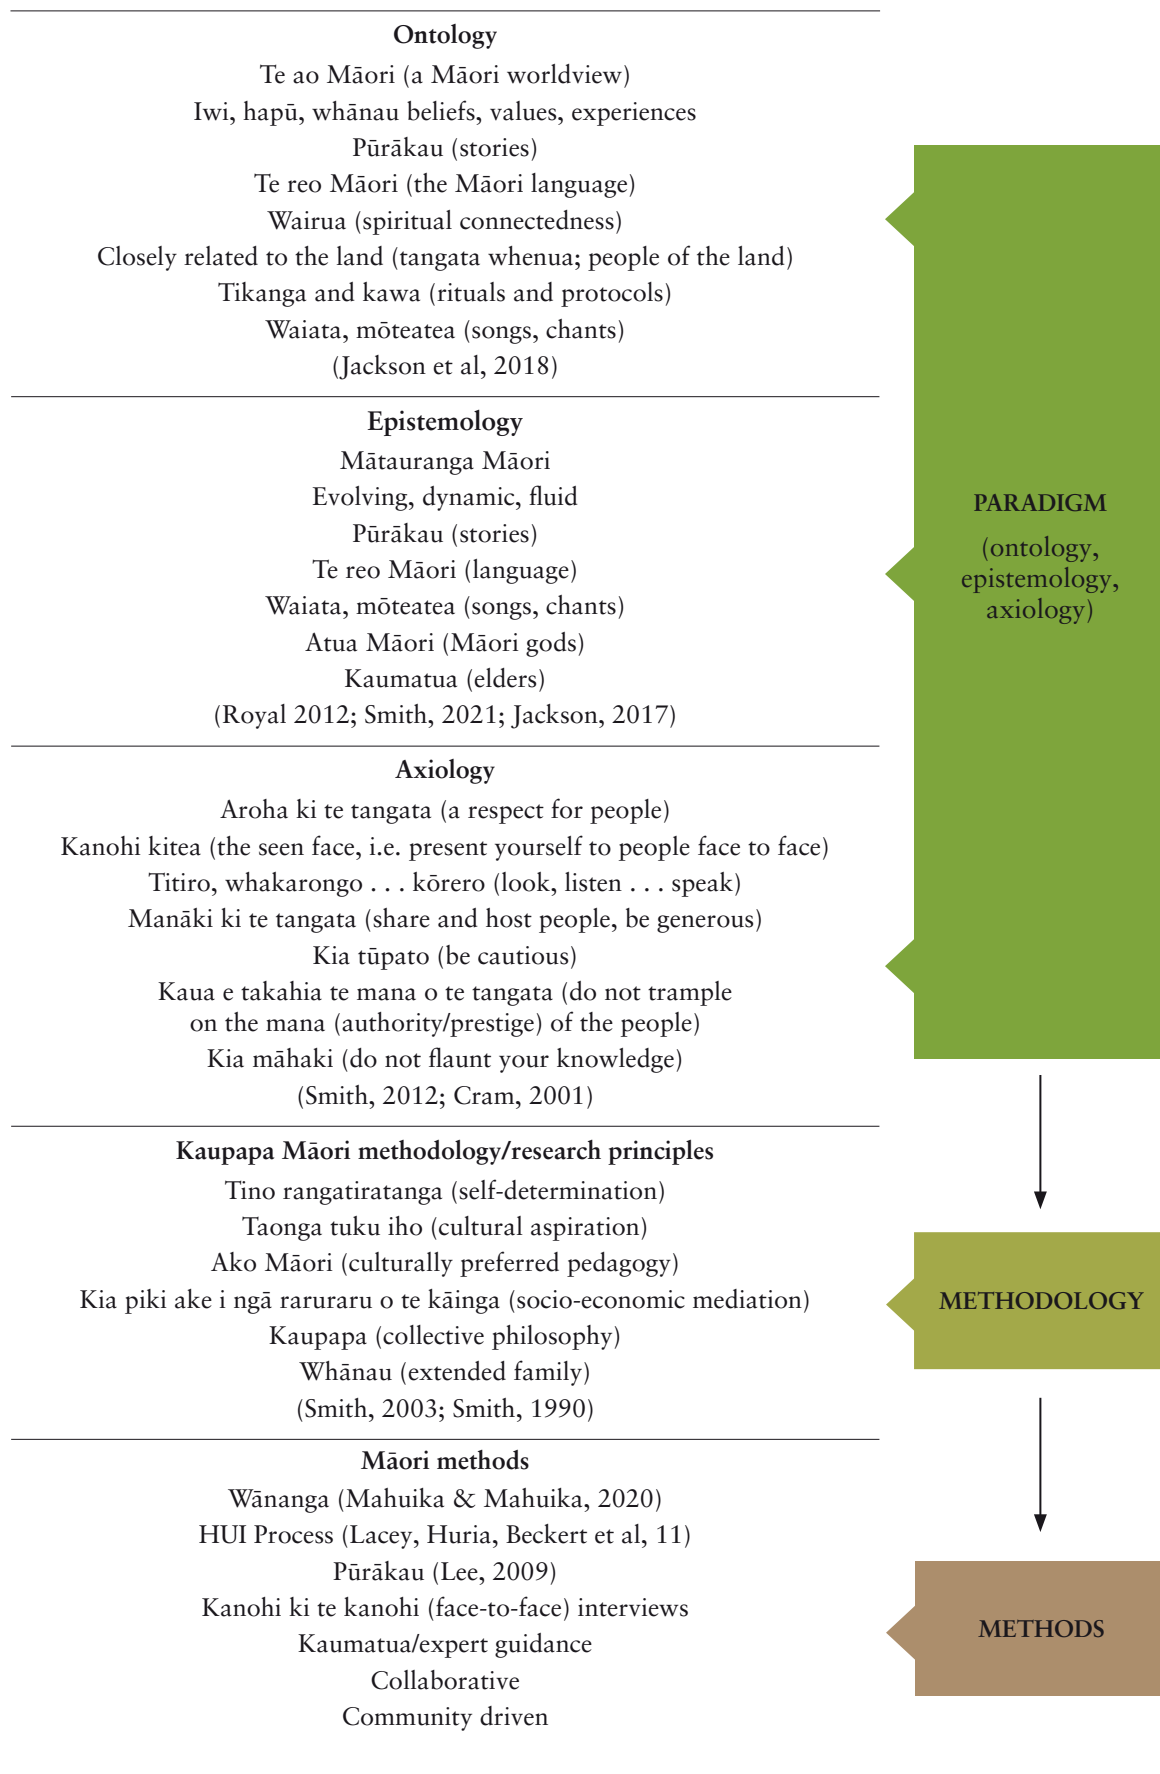 Ontology
Te ao Māori (a Māori worldview)
Iwi, hapū, whānau beliefs, values, experiences
Pūrākau (stories)
Te reo Māori (the Māori language)
Wairua (spiritual connectedness)
Closely related to the land (tangata whenua; people of the land)
Tikanga and kawa (rituals and protocols)
Waiata, mōteatea (songs, chants)
(Jackson et al, 2018)
Epistemology
Mātauranga Māori
Evolving, dynamic, fluid
Pūrākau (stories)
Te reo Māori (language)
Waiata, mōteatea (songs, chants)
Atua Māori (Māori gods)
Kaumatua (elders)
(Royal 2012; Smith, 2021; Jackson, 2017)
Axiology
Aroha ki te tangata (a respect for people)
Kanohi kitea (the seen face, i.e. present yourself to people face to face)
Titiro, whakarongo . . . kōrero (look, listen . . . speak)
Manāki ki te tangata (share and host people, be generous)
Kia tūpato (be cautious)
Kaua e takahia te mana o te tangata (do not trample
on the mana (authority/prestige) of the people)
Kia māhaki (do not flaunt your knowledge)
(Smith, 2012; Cram, 2001)
PARADIGM
(ontology,
epistemology,
axiology)
Kaupapa Māori methodology/research principles
Tino rangatiratanga (self-determination)
Taonga tuku iho (cultural aspiration)
Ako Māori (culturally preferred pedagogy)
Kia piki ake i ngā raruraru o te kāinga (socio-economic mediation)
Kaupapa (collective philosophy)
Whānau (extended family)
(Smith, 2003; Smith, 1990)
METHODOLOGY
Māori methods
Wānanga (Mahuika & Mahuika, 2020)
HUI Process (Lacey, Huria, Beckert et al, 11)
Pūrākau (Lee, 2009)
Kanohi ki te kanohi (face-to-face) interviews
Kaumatua/expert guidance
Collaborative
Community driven
METHODS